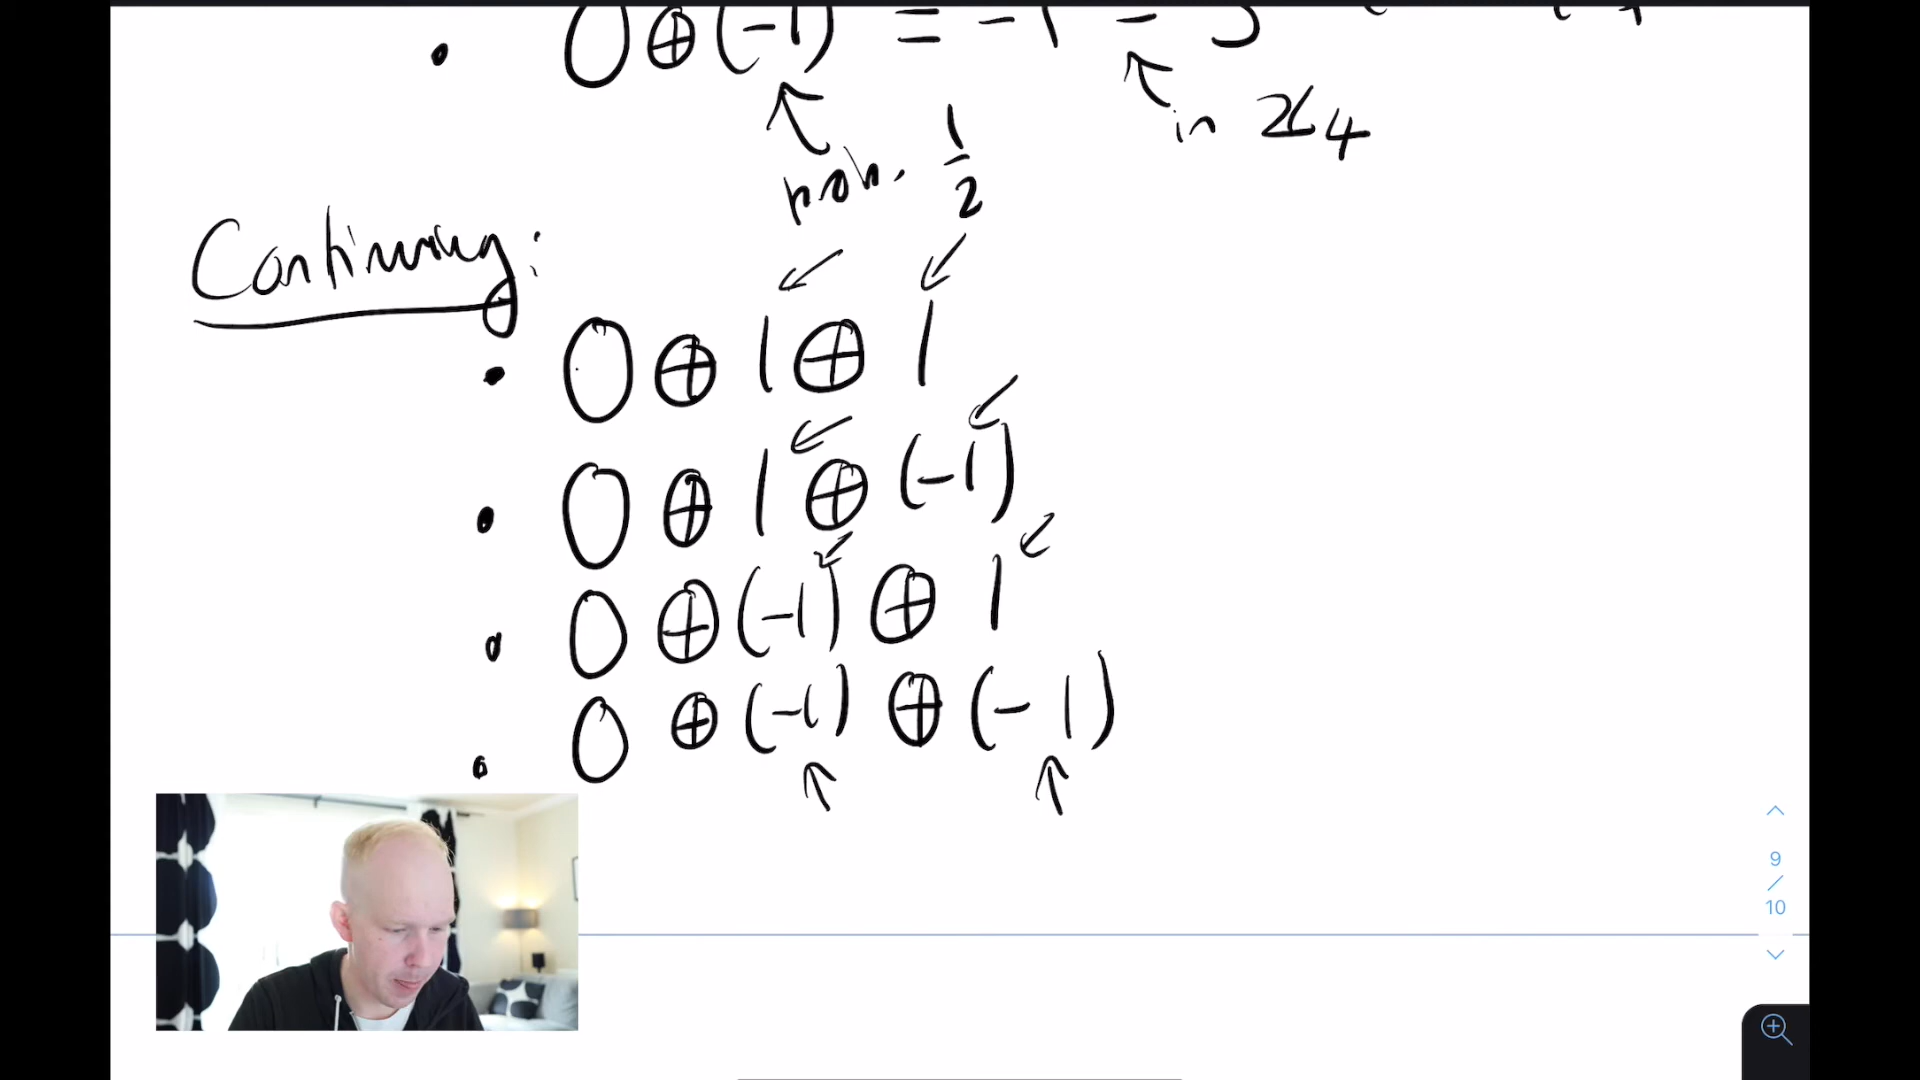 • 0 ⊕ (-1) = -1 = 3
in ℤ4
prob. 1/2
Continuing:
• 0 ⊕ 1 ⊕ 1
• 0 ⊕ 1 ⊕ (-1)
• 0 ⊕ (-1) ⊕ 1
• 0 ⊕ (-1) ⊕ (-1)
9
/
10